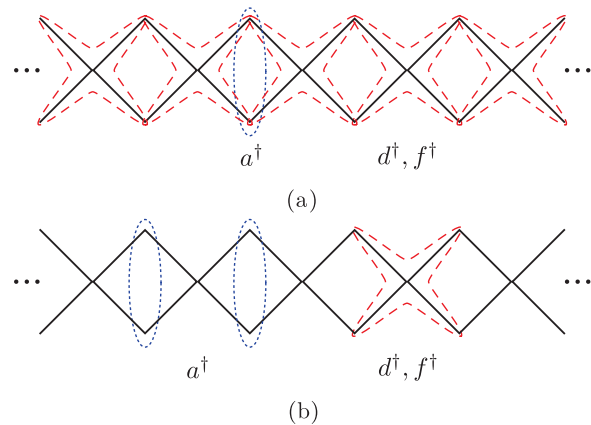 a† d†, f†
(a)
a† d†, f†
(b)